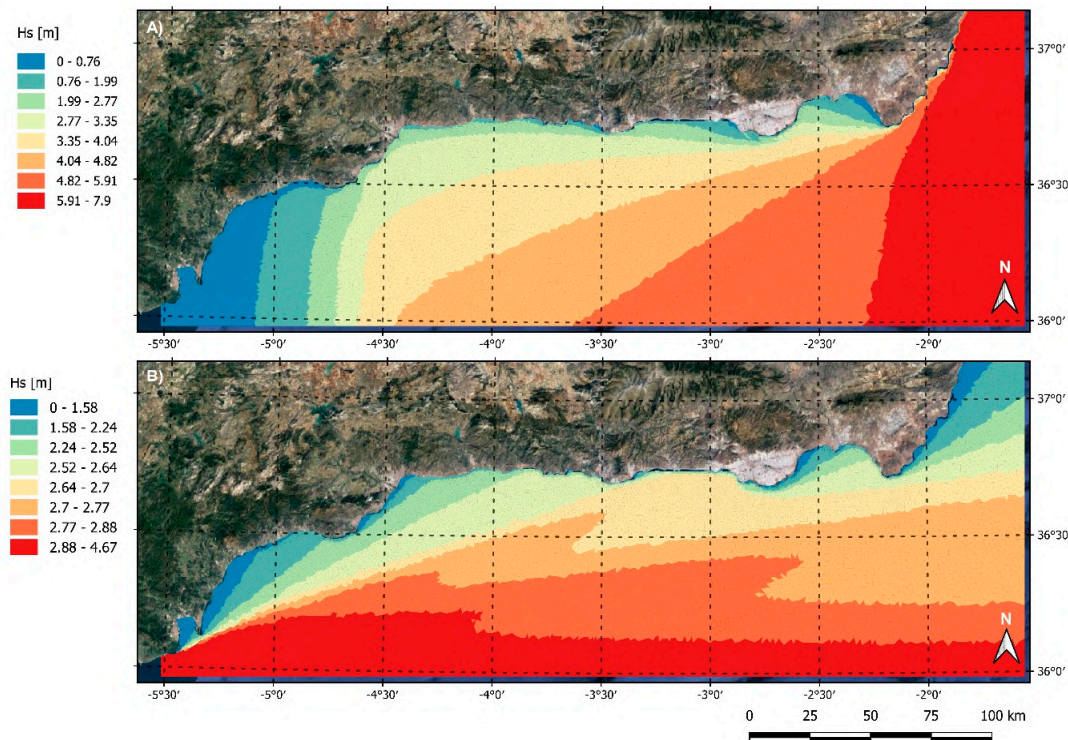 Hs [m]
0 - 0.76
0.76 - 1.99
1.99 - 2.77
2.77 - 3.35
3.35 - 4.04
4.04 - 4.82
4.82 - 5.91
5.91 - 7.9
A)
37°0'
36°30'
36°0'
N
-5°30' -5°0' -4°30' -4°0' -3°30' -3°0' -2°30' -2°0'
Hs [m]
0 - 1.58
1.58 - 2.24
2.24 - 2.52
2.52 - 2.64
2.64 - 2.7
2.7 - 2.77
2.77 - 2.88
2.88 - 4.67
B)
37°0'
36°30'
36°0'
N
-5°30' -5°0' -4°30' -4°0' -3°30' -3°0' -2°30' -2°0'
0 25 50 75 100 km